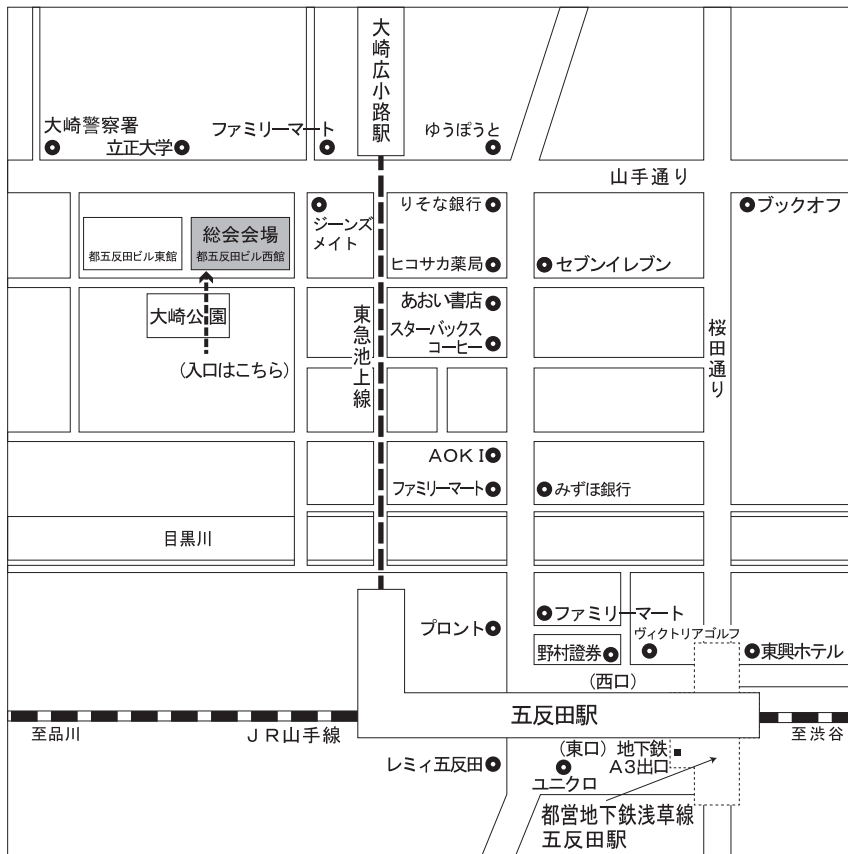 大崎広小路駅
大崎警察署
立正大学
ファミリーマート
ゆうぽうと
山手通り
総会会場
都五反田ビル東館
都五反田ビル西館
ジーンズ
メイト
りそな銀行
ブックオフ
ヒコサカ薬局
セブンイレブン
大崎公園
(入口はこちら)
東急池上線
あおい書店
スターバックス
コーヒー
桜田通り
AOKI
ファミリーマート
みずほ銀行
目黒川
プロント
ファミリーマート
ヴィクトリアゴルフ
野村證券
東興ホテル
(西口)
五反田駅
至品川
JR山手線
至渋谷
(東口)
地下鉄
A3出口
レミィ五反田
ユニクロ
都営地下鉄浅草線
五反田駅